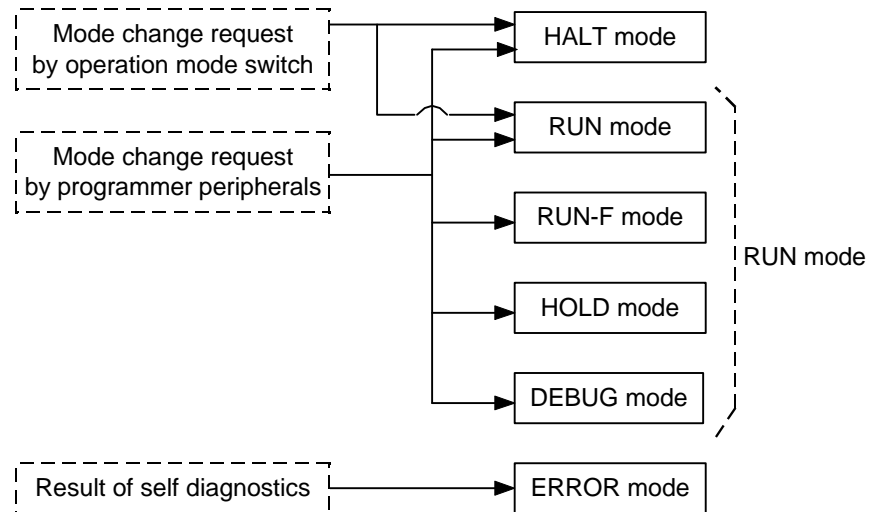 Mode change request
by operation mode switch
HALT mode
RUN mode
Mode change request
by programmer peripherals
RUN-F mode
RUN mode
HOLD mode
DEBUG mode
Result of self diagnostics
ERROR mode